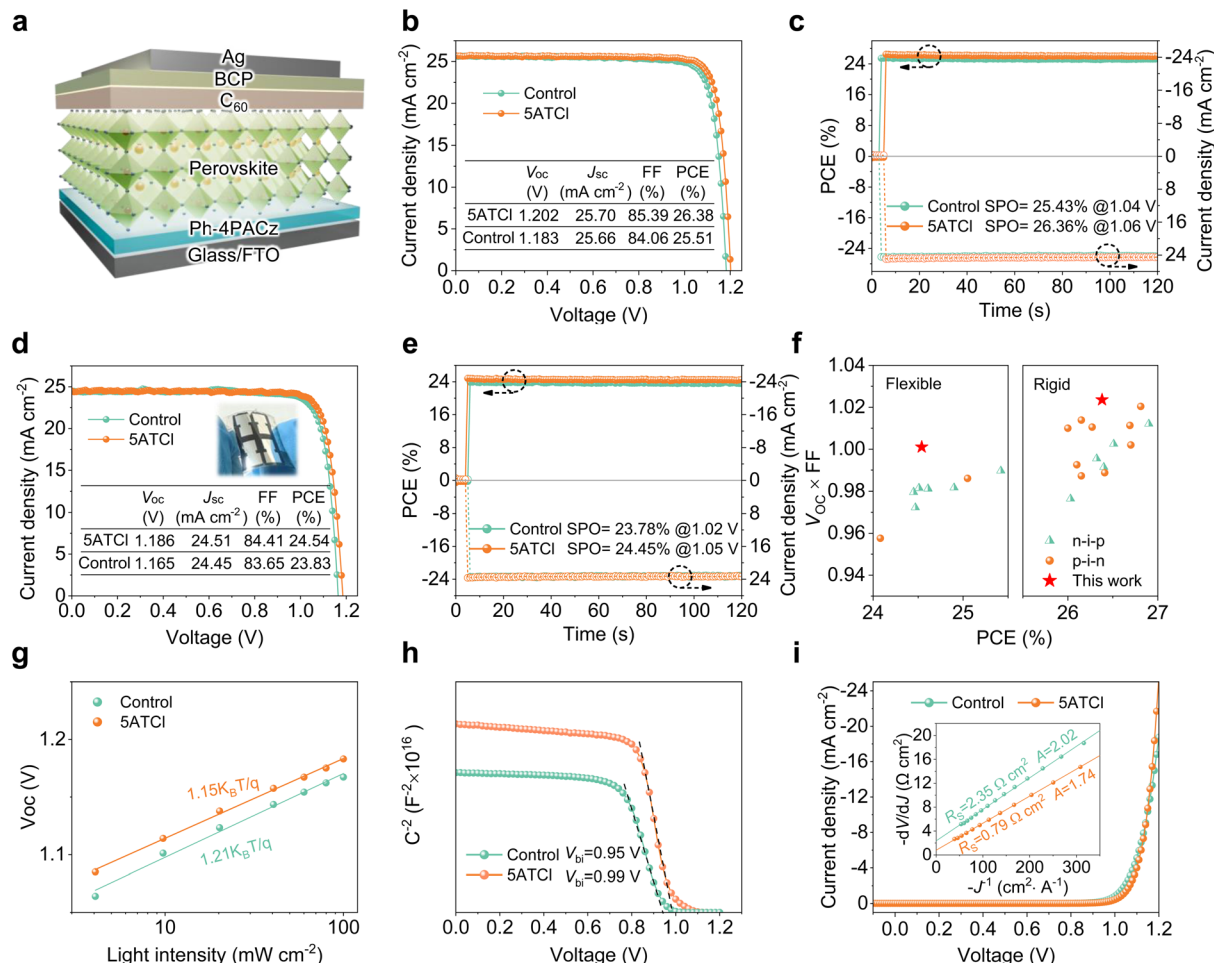 a
Ag
BCP
C60
Perovskite
Ph-4PACz
Glass/FTO
b
Current density (mA cm-2)
25
20
15
10
5
0
Control
5ATCl
Voc (V) Jsc (mA cm-2) FF (%) PCE (%)
5ATCl 1.202 25.70 85.39 26.38
Control 1.183 25.66 84.06 25.51
0.0 0.2 0.4 0.6 0.8 1.0 1.2
Voltage (V)
c
PCE (%)
24
16
8
0
-8
-16
-24
Control SPO= 25.43% @1.04 V
5ATCl SPO= 26.36% @1.06 V
-24
-16
-8
0
8
16
24
Current density (mA cm-2)
0 20 40 60 80 100 120
Time (s)
d
Current density (mA cm-2)
25
20
15
10
5
0
Control
5ATCl
Voc (V) Jsc (mA cm-2) FF (%) PCE (%)
5ATCl 1.186 24.51 84.41 24.54
Control 1.165 24.45 83.65 23.83
0.0 0.2 0.4 0.6 0.8 1.0 1.2
Voltage (V)
e
PCE (%)
24
16
8
0
-8
-16
-24
Control SPO= 23.78% @1.02 V
5ATCl SPO= 24.45% @1.05 V
-24
-16
-8
0
8
16
24
Current density (mA cm-2)
0 20 40 60 80 100 120
Time (s)
f
VOC × FF
1.04
1.02
1.00
0.98
0.96
0.94
Flexible
Rigid
n-i-p
p-i-n
This work
24 25 26 27
PCE (%)
g
Voc (V)
1.2
1.1
Control
5ATCl
1.15KBT/q
1.21KBT/q
10 100
Light intensity (mW cm-2)
h
C-2 (F-2×1016)
Control Vbi=0.95 V
5ATCl Vbi=0.99 V
0.0 0.2 0.4 0.6 0.8 1.0 1.2
Voltage (V)
i
Current density (mA cm-2)
-24
-20
-16
-12
-8
-4
0
Control 5ATCl
-dV/dJ (Ω cm2)
20
16
12
8
4
0
RS=2.35 Ω cm2 A=2.02
RS=0.79 Ω cm2 A=1.74
0 100 200 300
-J-1 (cm2· A-1)
0.0 0.2 0.4 0.6 0.8 1.0 1.2
Voltage (V)